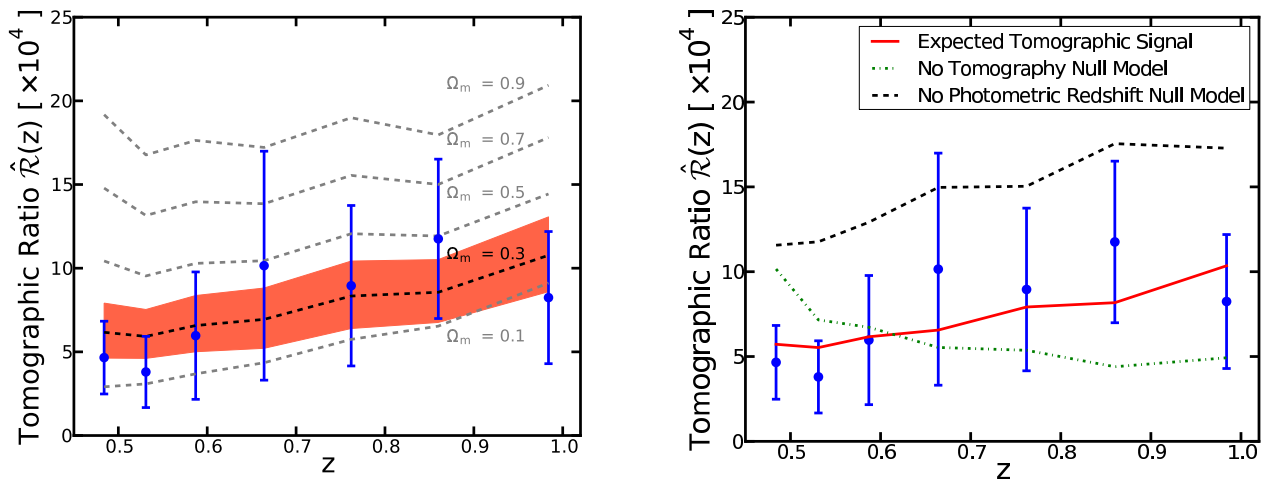 Tomographic Ratio R̂(z) [ ×10⁴ ]
25
20
15
10
5
0
Ωₘ = 0.9
Ωₘ = 0.7
Ωₘ = 0.5
Ωₘ = 0.3
Ωₘ = 0.1
0.5 0.6 0.7 0.8 0.9 1.0
z
Tomographic Ratio R̂(z) [ ×10⁴ ]
25
20
15
10
5
0
Expected Tomographic Signal
No Tomography Null Model
No Photometric Redshift Null Model
0.5 0.6 0.7 0.8 0.9 1.0
z